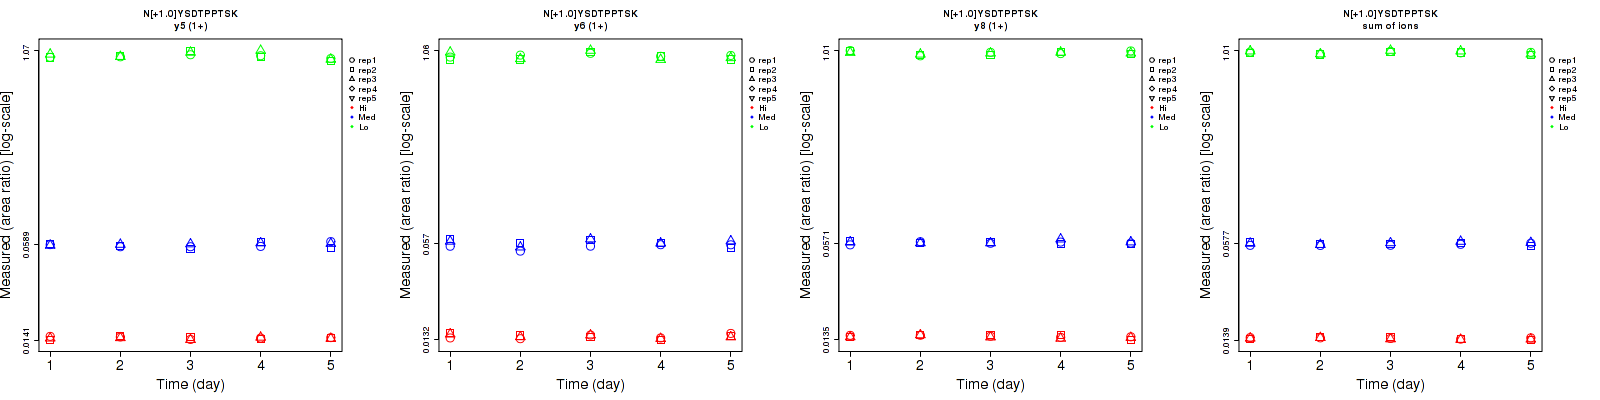 N[+1.0]YSDTPPTSK
y5 (1+)
Measured (area ratio) [log-scale]
1.07
0.0589
0.0141
1 2 3 4 5
Time (day)
rep1
rep2
rep3
rep4
rep5
Hi
Med
Lo
N[+1.0]YSDTPPTSK
y6 (1+)
Measured (area ratio) [log-scale]
1.06
0.057
0.0132
1 2 3 4 5
Time (day)
rep1
rep2
rep3
rep4
rep5
Hi
Med
Lo
N[+1.0]YSDTPPTSK
y8 (1+)
Measured (area ratio) [log-scale]
1.01
0.0571
0.0135
1 2 3 4 5
Time (day)
rep1
rep2
rep3
rep4
rep5
Hi
Med
Lo
N[+1.0]YSDTPPTSK
sum of ions
Measured (area ratio) [log-scale]
1.01
0.0577
0.0139
1 2 3 4 5
Time (day)
rep1
rep2
rep3
rep4
rep5
Hi
Med
Lo